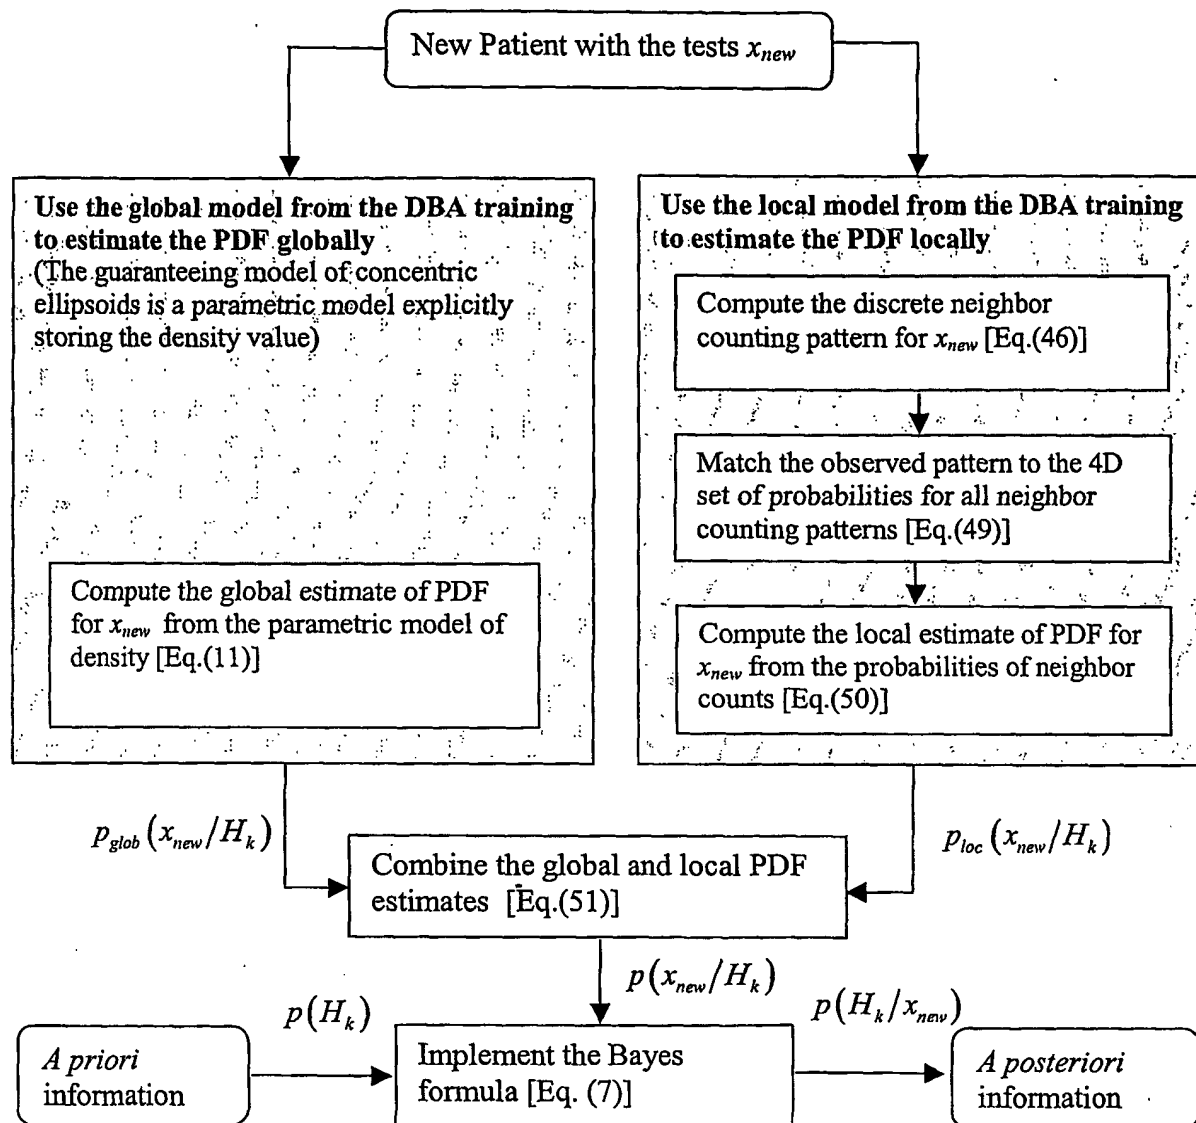 New Patient with the tests x_new
Use the global model from the DBA training
to estimate the PDF globally
(The guaranteeing model of concentric
ellipsoids is a parametric model explicitly
storing the density value)
Compute the global estimate of PDF
for x_new from the parametric model of
density [Eq.(11)]
Use the local model from the DBA training
to estimate the PDF locally
Compute the discrete neighbor
counting pattern for x_new [Eq.(46)]
Match the observed pattern to the 4D
set of probabilities for all neighbor
counting patterns [Eq.(49)]
Compute the local estimate of PDF for
x_new from the probabilities of neighbor
counts [Eq.(50)]
p_glob(x_new/H_k)
p_loc(x_new/H_k)
Combine the global and local PDF
estimates [Eq.(51)]
p(x_new/H_k)
p(H_k)
p(H_k/x_new)
A priori
information
Implement the Bayes
formula [Eq. (7)]
A posteriori
information